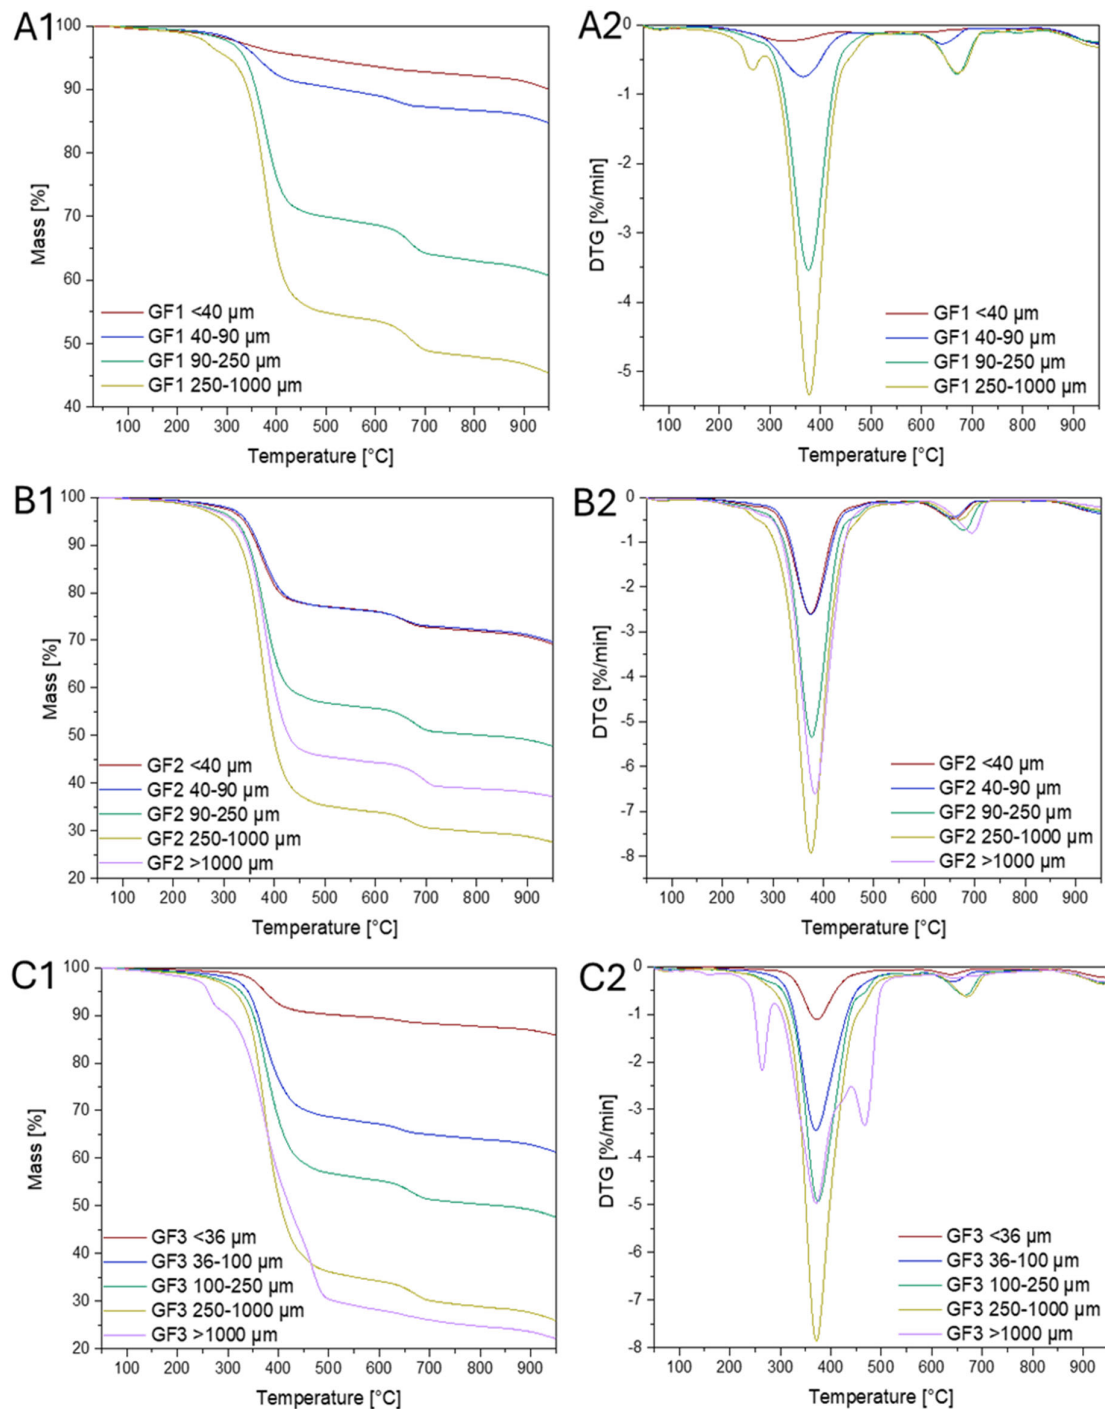 A1
100
90
80
70
60
50
40
Mass [%]
GF1 <40 µm
GF1 40-90 µm
GF1 90-250 µm
GF1 250-1000 µm
100 200 300 400 500 600 700 800 900
Temperature [°C]
A2
0
-1
-2
-3
-4
-5
DTG [%/min]
GF1 <40 µm
GF1 40-90 µm
GF1 90-250 µm
GF1 250-1000 µm
100 200 300 400 500 600 700 800 900
Temperature [°C]
B1
100
90
80
70
60
50
40
30
20
Mass [%]
GF2 <40 µm
GF2 40-90 µm
GF2 90-250 µm
GF2 250-1000 µm
GF2 >1000 µm
100 200 300 400 500 600 700 800 900
Temperature [°C]
B2
0
-1
-2
-3
-4
-5
-6
-7
-8
DTG [%/min]
GF2 <40 µm
GF2 40-90 µm
GF2 90-250 µm
GF2 250-1000 µm
GF2 >1000 µm
100 200 300 400 500 600 700 800 900
Temperature [°C]
C1
100
90
80
70
60
50
40
30
20
Mass [%]
GF3 <36 µm
GF3 36-100 µm
GF3 100-250 µm
GF3 250-1000 µm
GF3 >1000 µm
100 200 300 400 500 600 700 800 900
Temperature [°C]
C2
0
-1
-2
-3
-4
-5
-6
-7
-8
DTG [%/min]
GF3 <36 µm
GF3 36-100 µm
GF3 100-250 µm
GF3 250-1000 µm
GF3 >1000 µm
100 200 300 400 500 600 700 800 900
Temperature [°C]